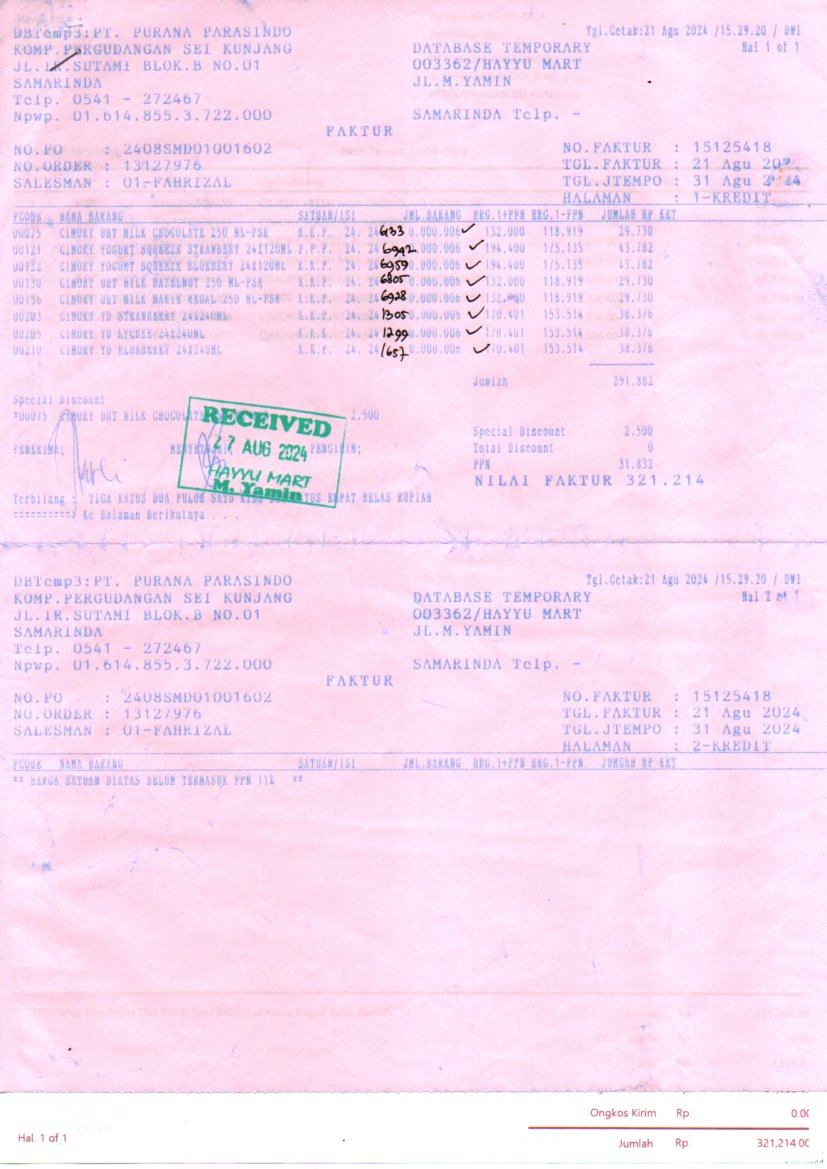 DBTemp3:PT. PURANA PARASINDO
Tgl.Cetak:21 Agu 2024 /15.29.20 / DWI
KOMP.PERGUDANGAN SEI KUNJANG
DATABASE TEMPORARY
Hal 1 of 1
JL.IR.SUTAMI BLOK.B NO.01
003362/HAYYU MART
SAMARINDA
JL.M.YAMIN
Telp. 0541 - 272467
Npwp. 01.614.855.3.722.000
SAMARINDA Telp. -
FAKTUR
NO.PO : 2408SMD01001602
NO.FAKTUR : 15125418
NO.ORDER : 13127976
TGL.FAKTUR : 21 Agu
SALESMAN : 01-FAHRIZAL
TGL.JTEMPO : 31 Agu 2024
HALAMAN : 1-KREDIT
PCODE NAMA BARANG SATUAN/ISI JML.BARANG HRG.1+PPN HRG.1-PPN JUMLAH RP KET
00075 CIMORY UHT MILK CHOCOLATE 250 ML-PSR K.K.P. 24. 24 6133 0.000.006 ✓ 132.000 118.919 29.730
00121 CIMORY YOGURT SQUEEZE STRAWBERY 24X120ML P.P.P. 24. 24 6942 0.000.006 ✓ 194.400 175.135 43.782
00122 CIMORY YOGURT SQUEEZE BLUEBERY 24X120ML K.K.P. 24. 24 6959 0.000.006 ✓ 194.400 175.135 43.782
00130 CIMORY UHT MILK HAZELNUT 250 ML-PSR K.K.P. 24. 24 6805 0.000.006 ✓ 132.000 118.919 29.730
00136 CIMORY UHT MILK MARIE REGAL 250 ML-PSR K.K.P. 24. 24 6928 0.000.006 ✓ 132.000 118.919 29.730
00203 CIMORY YD STRAWBERRY 24X240ML K.K.P. 24. 24 1305 0.000.006 ✓ 170.401 153.514 38.376
00205 CIMORY YD LYCHEE 24X240ML K.K.K. 24. 24 1299 0.000.006 ✓ 170.401 153.514 38.376
00210 CIMORY YD BLUEBERRY 24X240ML K.K.P. 24. 24 1657 0.000.006 ✓ 170.401 153.514 38.376
Jumlah 291.882
Special Discount
*00075 CIMORY UHT MILK CHOCOLATE 2.500
RECEIVED
Special Discount 2.500
27 AUG 2024
PENERIMA; MENYETUJUI; PENGIRIM;
Total Discount 0
HAYYU MART
PPN 31.832
M. Yamin
NILAI FAKTUR 321.214
Terbilang : TIGA RATUS DUA PULUH SATU RIBU DUA RATUS EMPAT BELAS RUPIAH
==========> Ke Halaman Berikutnya . . .
DBTemp3:PT. PURANA PARASINDO
Tgl.Cetak:21 Agu 2024 /15.29.20 / DWI
KOMP.PERGUDANGAN SEI KUNJANG
DATABASE TEMPORARY
Hal 2 of 1
JL.IR.SUTAMI BLOK.B NO.01
003362/HAYYU MART
SAMARINDA
JL.M.YAMIN
Telp. 0541 - 272467
Npwp. 01.614.855.3.722.000
SAMARINDA Telp. -
FAKTUR
NO.PO : 2408SMD01001602
NO.FAKTUR : 15125418
NO.ORDER : 13127976
TGL.FAKTUR : 21 Agu 2024
SALESMAN : 01-FAHRIZAL
TGL.JTEMPO : 31 Agu 2024
HALAMAN : 2-KREDIT
PCODE NAMA BARANG SATUAN/ISI JML.BARANG HRG.1+PPN HRG.1-PPN JUMLAH RP KET
** HARGA SATUAN DIATAS BELUM TERMASUK PPN 11% **
Ongkos Kirim Rp. 0.00
Hal. 1 of 1
Jumlah Rp. 321,214.00